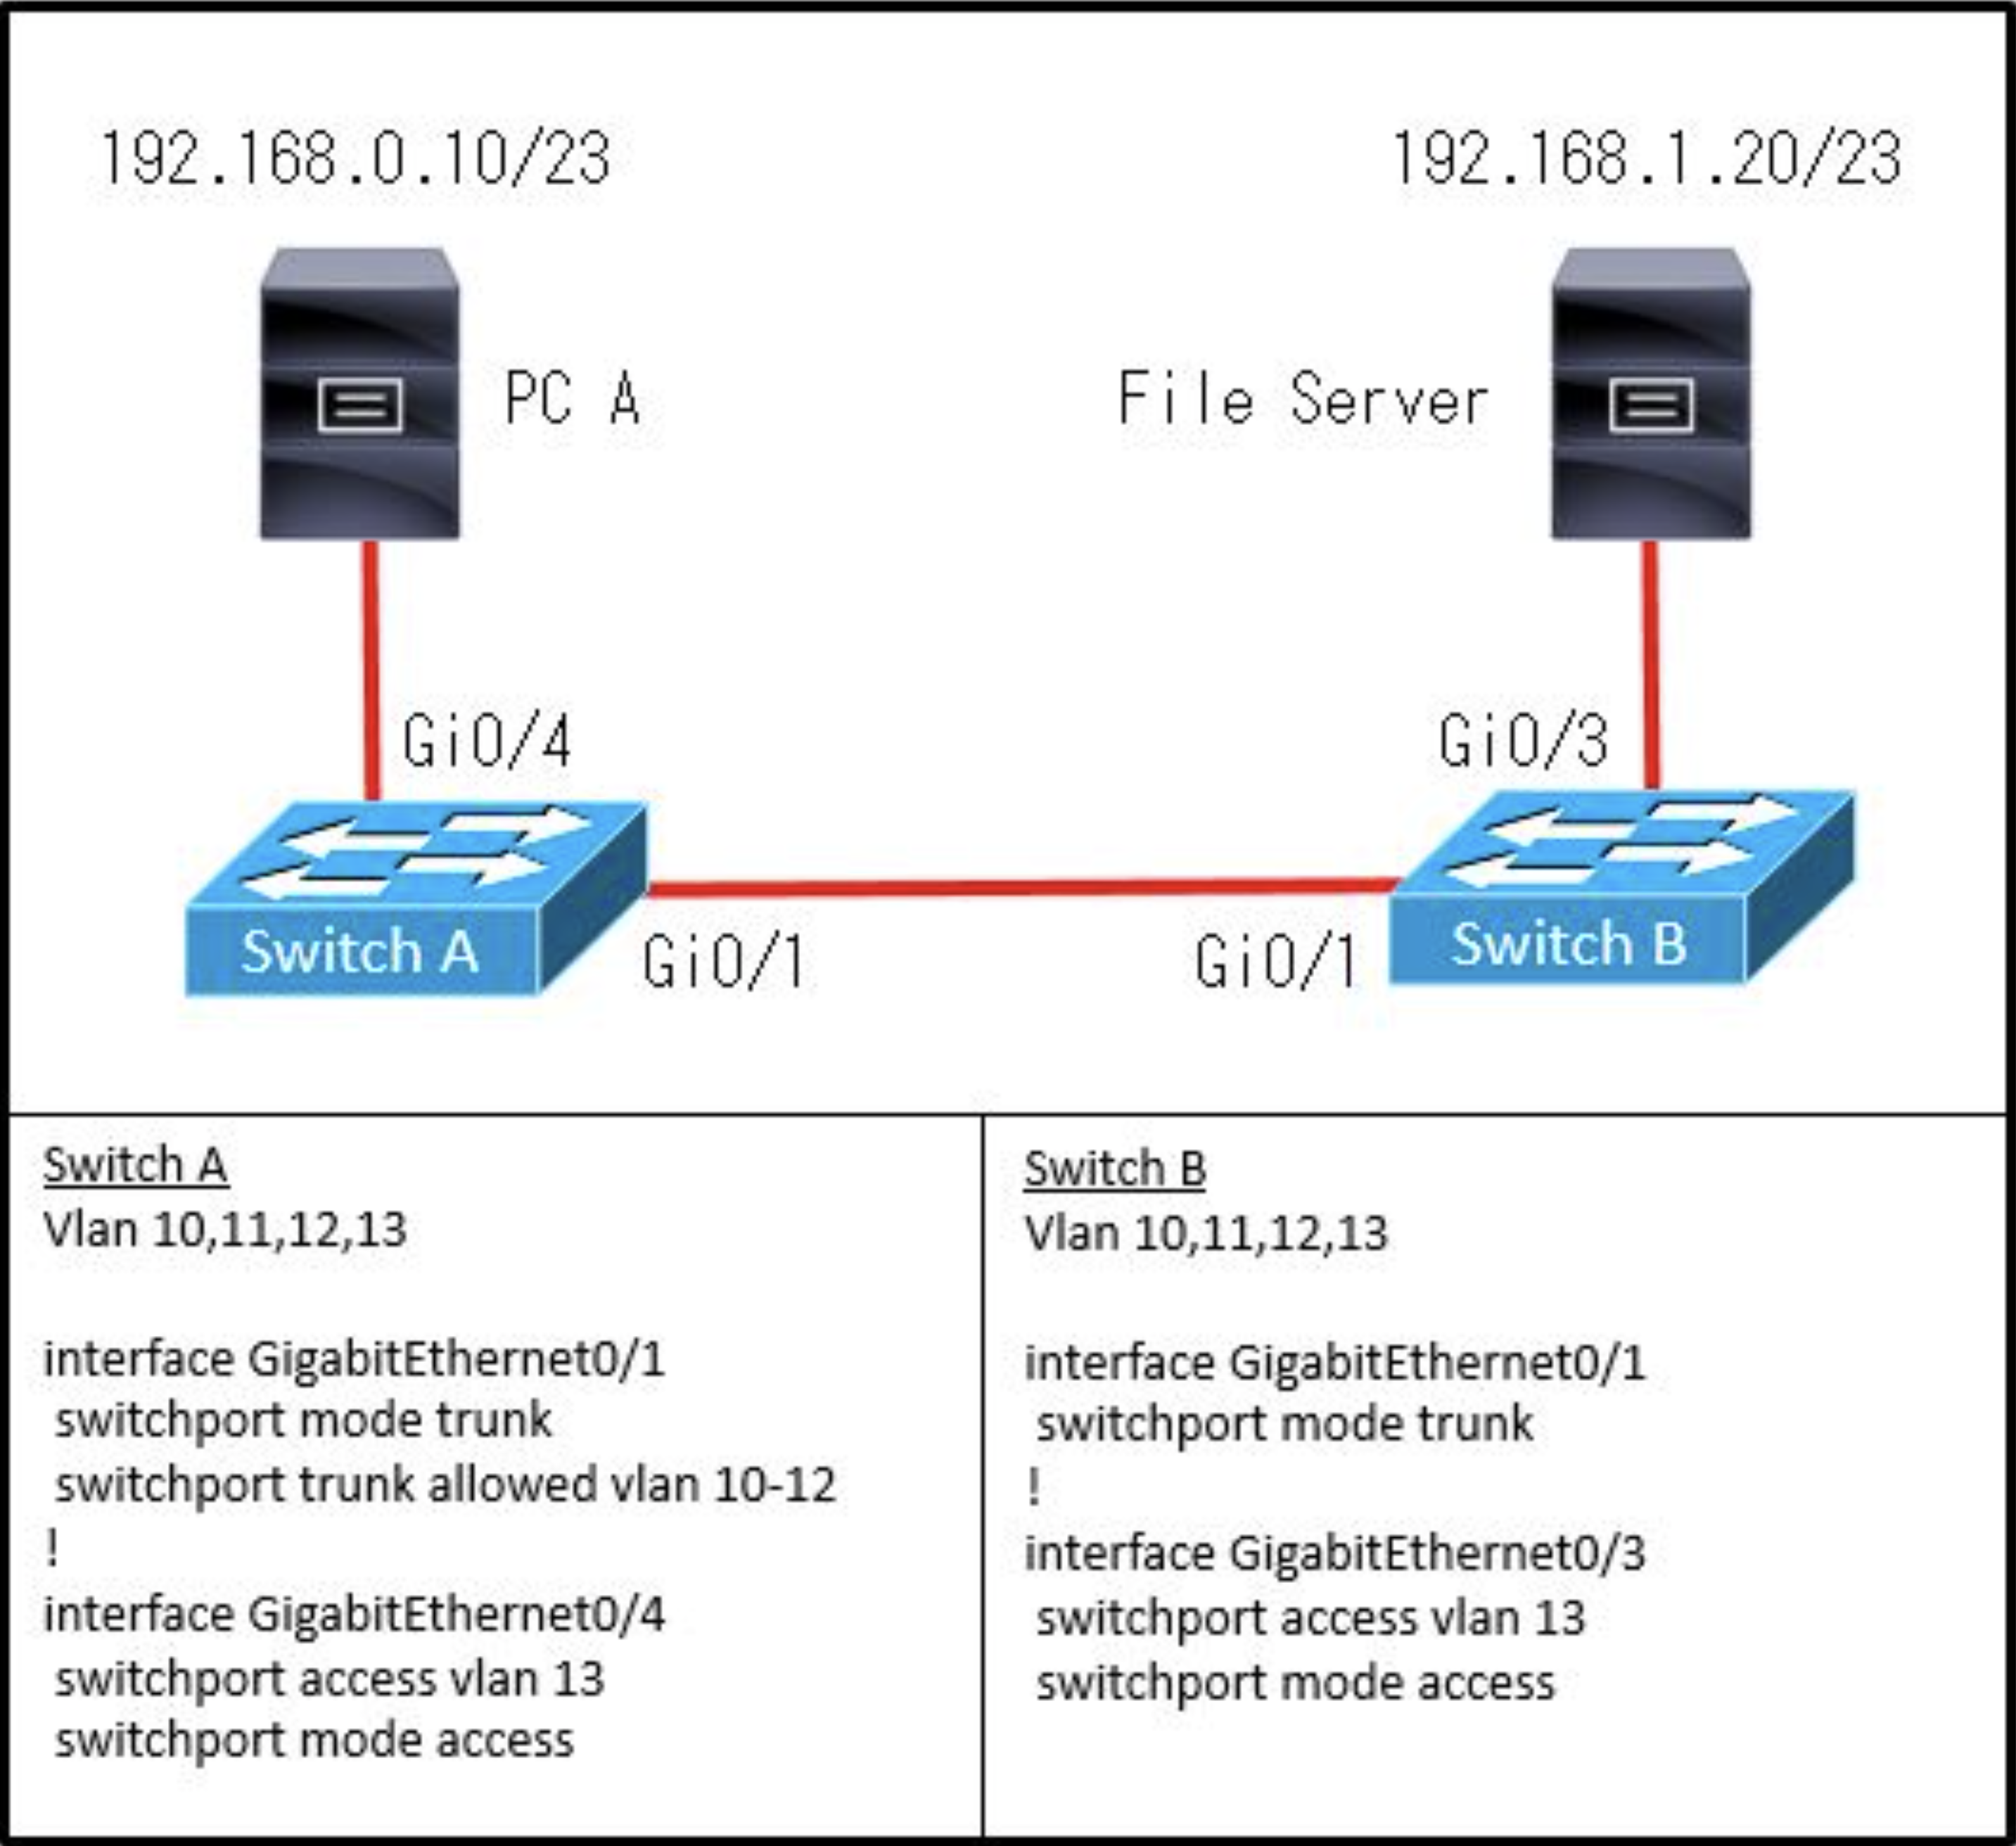 192.168.0.10/23
192.168.1.20/23
PC A
File Server
Gi0/4
Gi0/3
Switch A
Gi0/1
Gi0/1
Switch B
Switch A
Vlan 10,11,12,13
interface GigabitEthernet0/1
switchport mode trunk
switchport trunk allowed vlan 10-12
!
interface GigabitEthernet0/4
switchport access vlan 13
switchport mode access
Switch B
Vlan 10,11,12,13
interface GigabitEthernet0/1
switchport mode trunk
!
interface GigabitEthernet0/3
switchport access vlan 13
switchport mode access